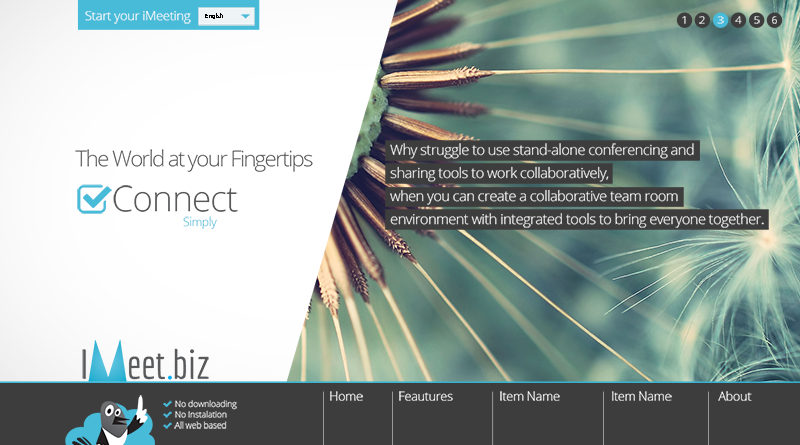 Start your iMeeting
English
1 2 3 4 5 6
The World at your Fingertips
Connect
Simply
Why struggle to use stand-alone conferencing and
sharing tools to work collaboratively,
when you can create a collaborative team room
environment with integrated tools to bring everyone together.
IMeet.biz
No downloading
No Instalation
All web based
Home
Feautures
Item Name
Item Name
About